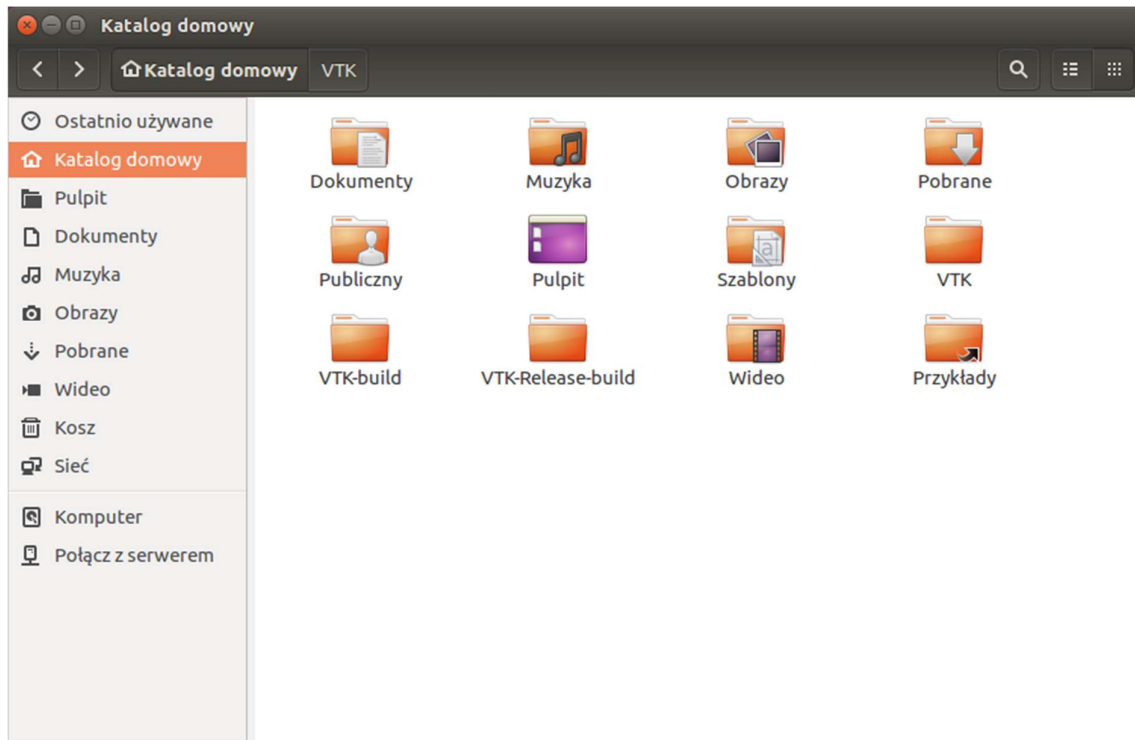 Katalog domowy
Katalog domowy VTK
Ostatnio używane
Katalog domowy
Pulpit
Dokumenty
Muzyka
Obrazy
Pobrane
Wideo
Kosz
Sieć
Komputer
Połącz z serwerem
Dokumenty Muzyka Obrazy Pobrane
Publiczny Pulpit Szablony VTK
VTK-build VTK-Release-build Wideo Przykłady